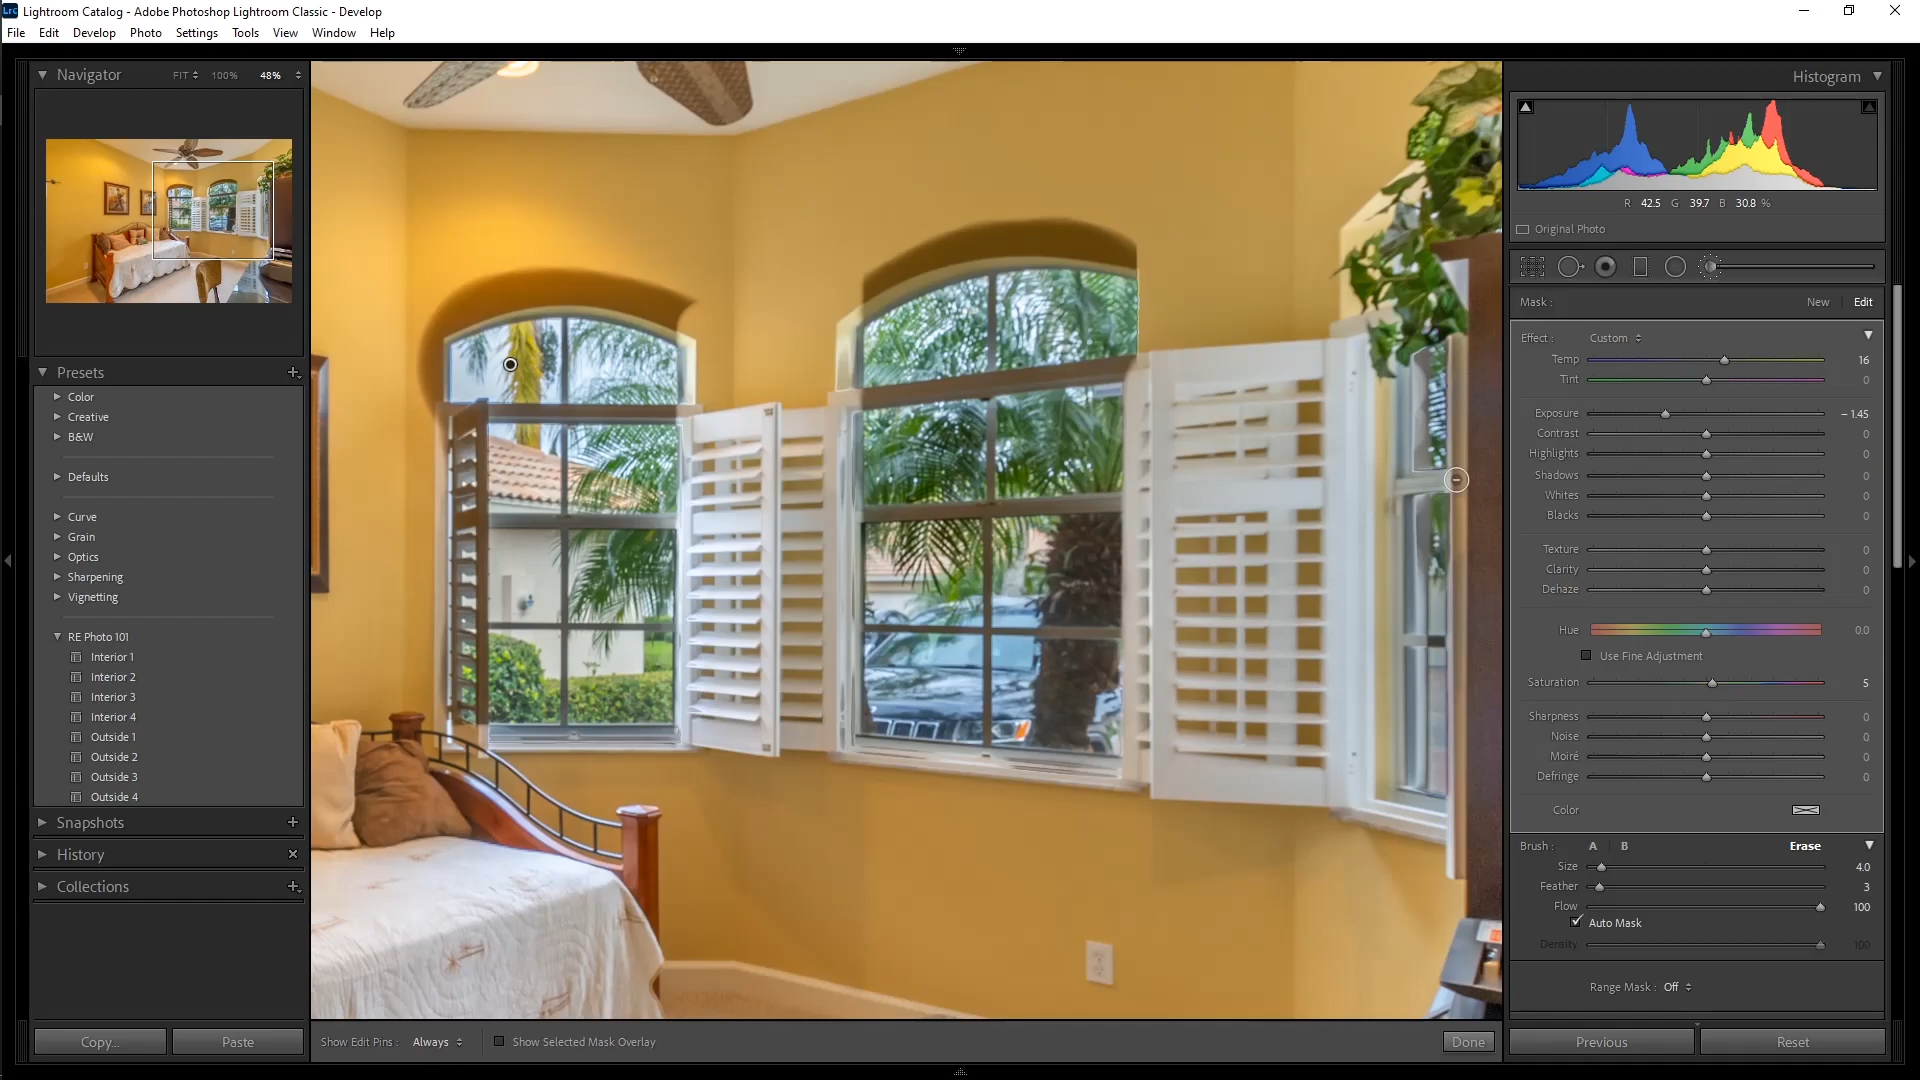 Lrc Lightroom Catalog - Adobe Photoshop Lightroom Classic - Develop
File Edit Develop Photo Settings Tools View Window Help
Navigator FIT 100% 48%
Presets
Color
Creative
B&W
Defaults
Curve
Grain
Optics
Sharpening
Vignetting
RE Photo 101
Interior 1
Interior 2
Interior 3
Interior 4
Outside 1
Outside 2
Outside 3
Outside 4
Snapshots
History
Collections
Copy... Paste
Show Edit Pins : Always Show Selected Mask Overlay Done
Histogram
R 42.5 G 39.7 B 30.8 %
Original Photo
Mask : New Edit
Effect : Custom
Temp 16
Tint 0
Exposure – 1.45
Contrast 0
Highlights 0
Shadows 0
Whites 0
Blacks 0
Texture 0
Clarity 0
Dehaze 0
Hue 0.0
Use Fine Adjustment
Saturation 5
Sharpness 0
Noise 0
Moiré 0
Defringe 0
Color
Brush : A B Erase
Size 4.0
Feather 3
Flow 100
Auto Mask
Density 100
Range Mask : Off
Previous Reset